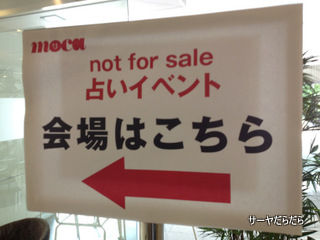 moca
not for sale
占いイベント
会場はこちら
サーヤだらだら